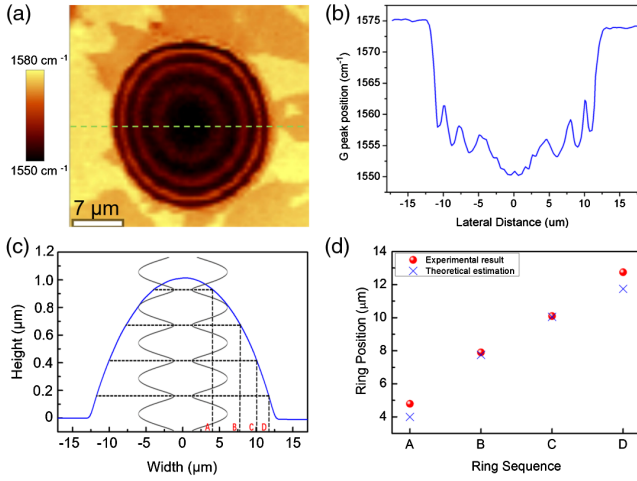 (a)
1580 cm -1
1550 cm -1
7 μm
(b)
G peak position(cm-1)
1575
1570
1565
1560
1555
1550
-15 -10 -5 0 5 10 15
Lateral Distance (um)
(c)
Height (μm)
1.2
1.0
0.8
0.6
0.4
0.2
0
A B C D
-15 -10 -5 0 5 10 15
Width (μm)
(d)
Ring Position (μm)
14
12
10
8
6
4
Experimental result
Theoretical estimation
A B C D
Ring Sequence